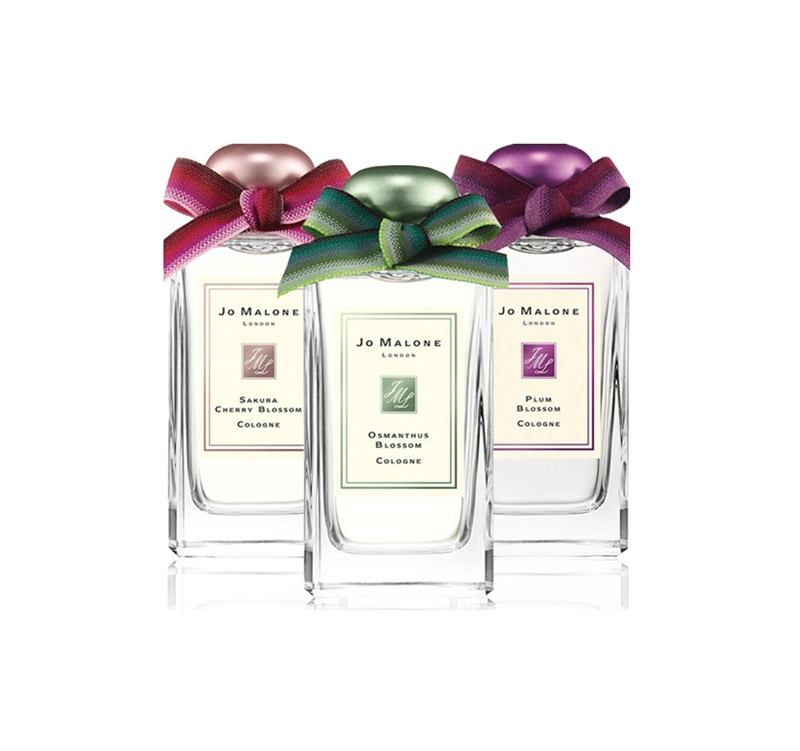 Jo Malone
London
Sakura
Cherry Blossom
Cologne
Jo Malone
London
Osmanthus
Blossom
Cologne
Jo Malone
London
Plum
Blossom
Cologne